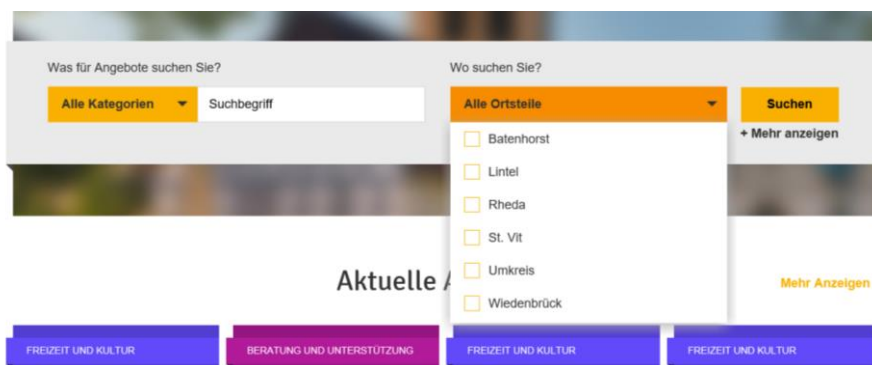 Was für Angebote suchen Sie?
Wo suchen Sie?
Alle Kategorien
Suchbegriff
Alle Ortsteile
Suchen
+ Mehr anzeigen
Batenhorst
Lintel
Rheda
St. Vit
Umkreis
Wiedenbrück
Aktuelle
Mehr Anzeigen
FREIZEIT UND KULTUR
BERATUNG UND UNTERSTÜTZUNG
FREIZEIT UND KULTUR
FREIZEIT UND KULTUR